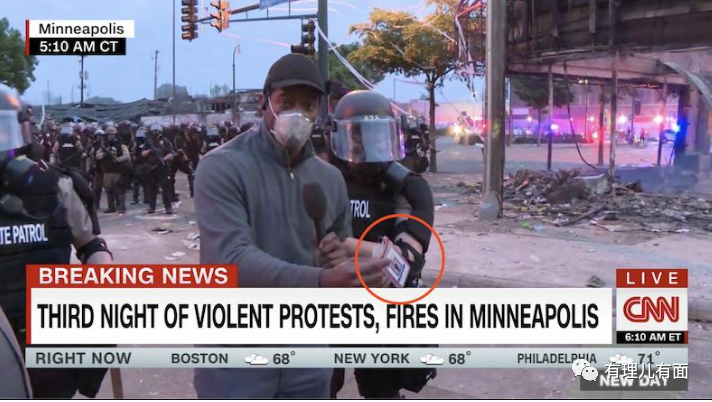 Minneapolis
5:10 AM CT
TATE PATROL
PATROL
BREAKING NEWS
THIRD NIGHT OF VIOLENT PROTESTS, FIRES IN MINNEAPOLIS
LIVE
CNN
6:10 AM ET
RIGHT NOW BOSTON 68° NEW YORK 68° PHILADELPHIA 71°
有理儿有面
NEW DAY